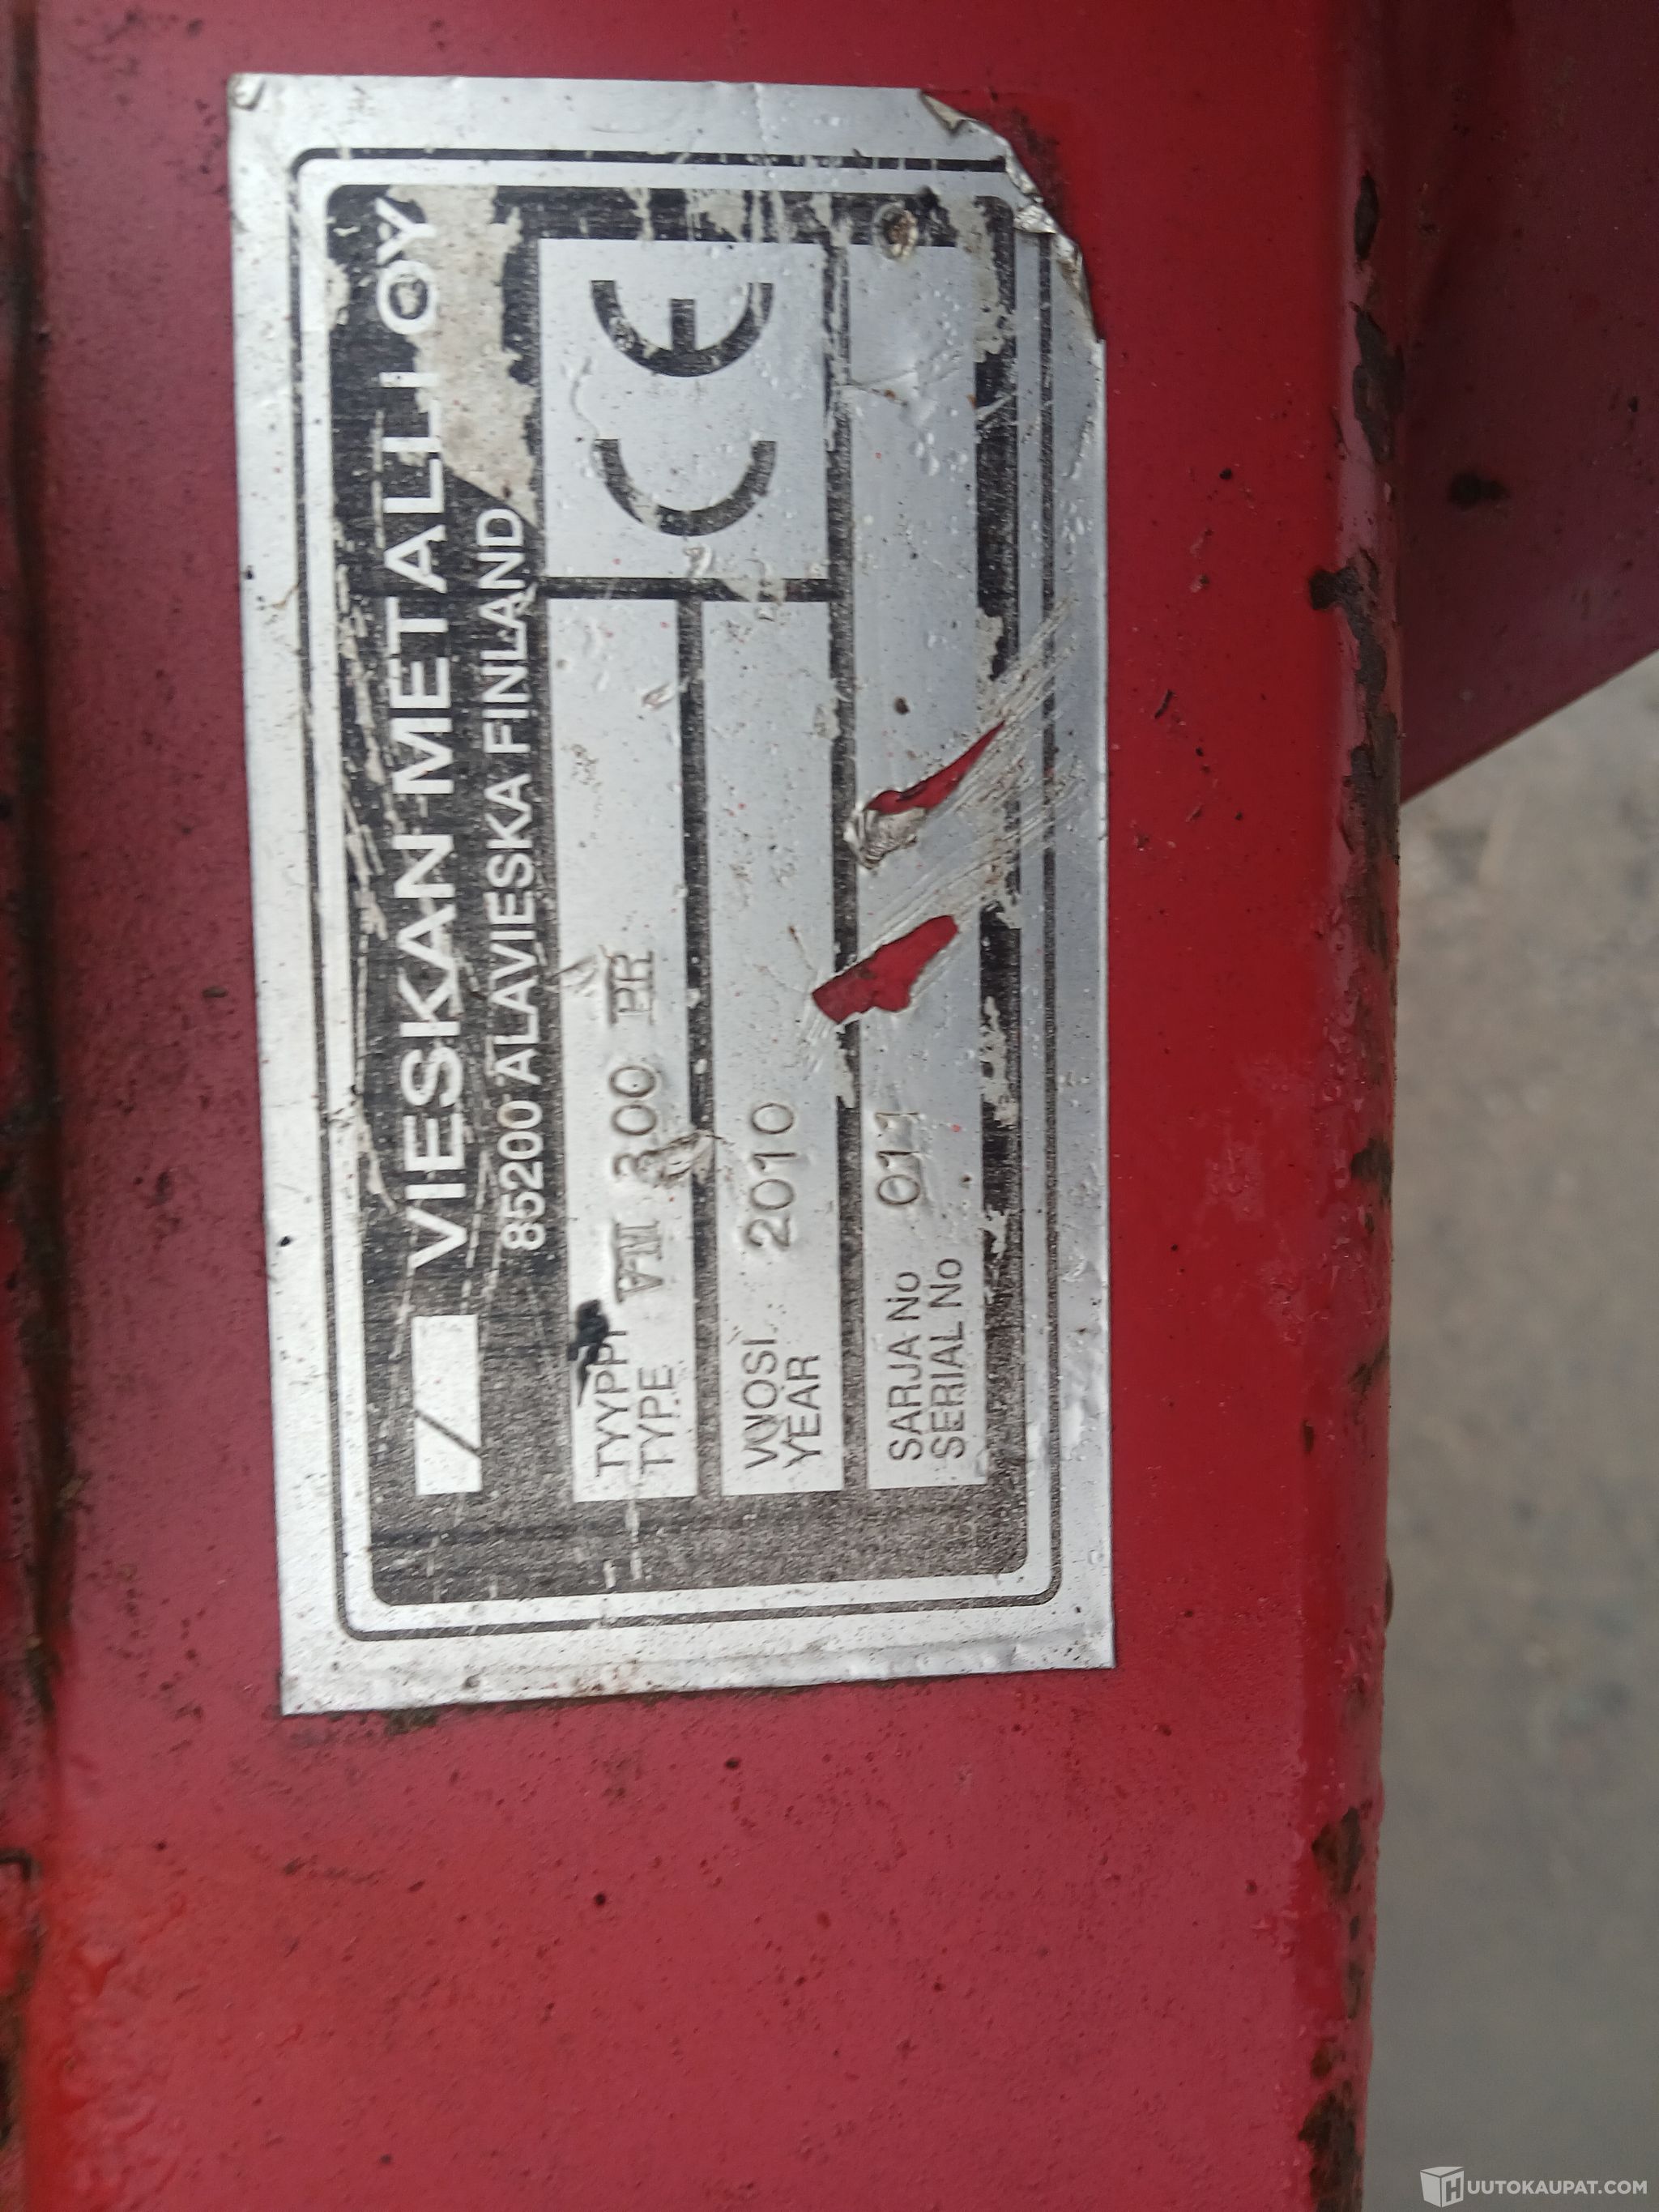 VIESKAN METALLI OY
85200 ALAVIESKA FINLAND
CE
TYYPPI
TYPE
VM 300 PR
VUOSI
YEAR
2010
SARJA No
SERIAL No
011
HUUTOKAUPAT.COM